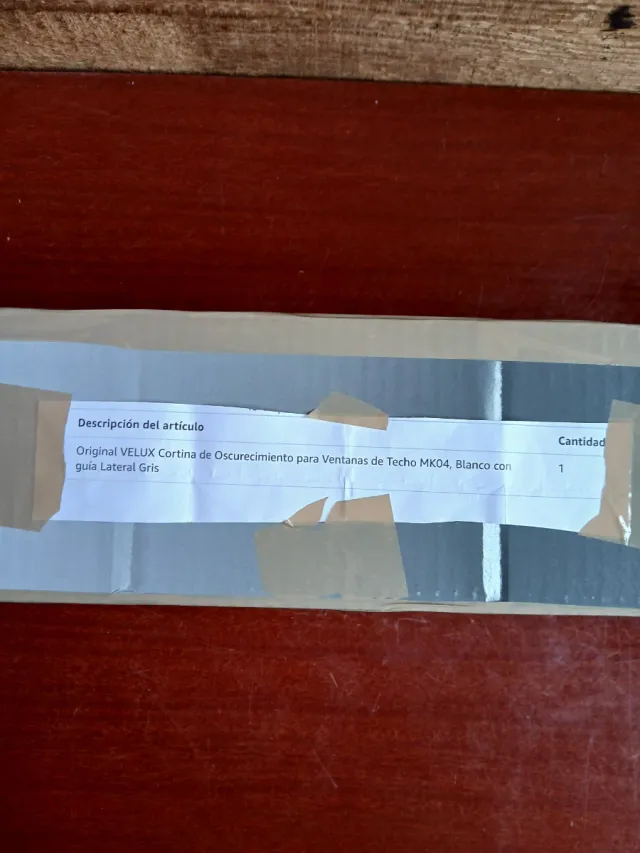 Descripción del artículo
Cantidad
Original VELUX Cortina de Oscurecimiento para Ventanas de Techo MK04, Blanco con
guía Lateral Gris
1